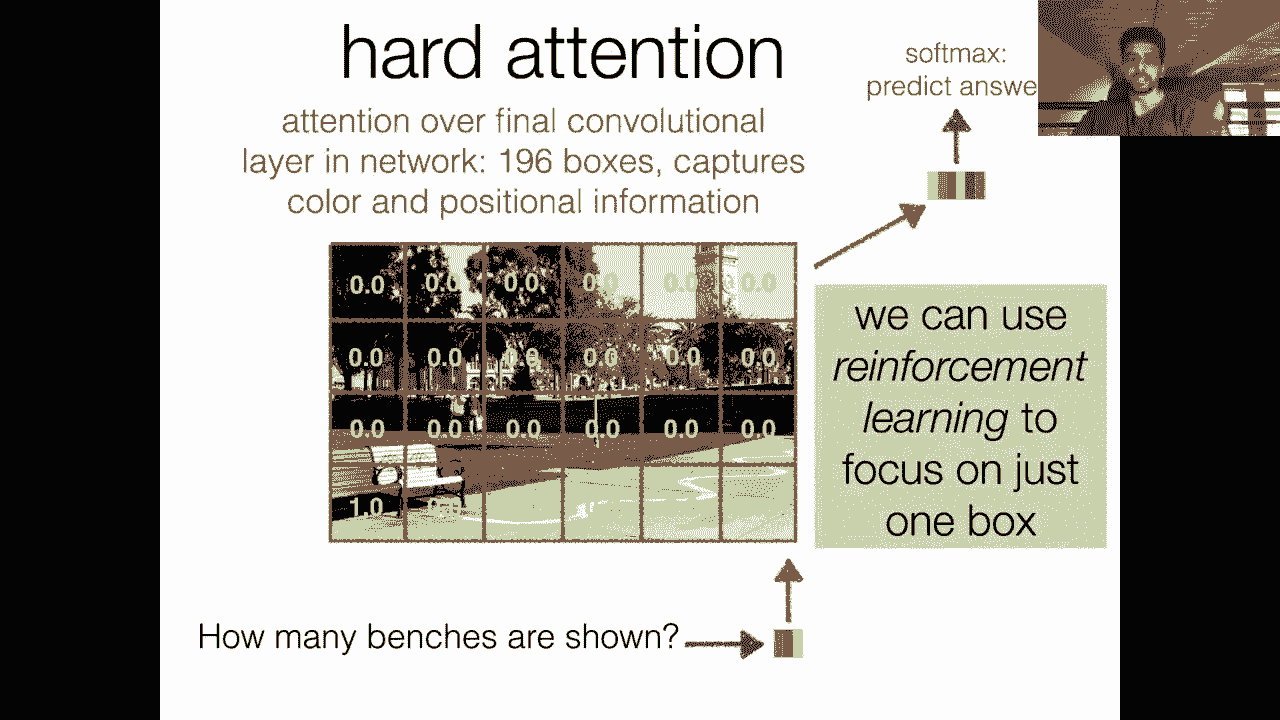 hard attention
softmax:
predict answe
attention over final convolutional
layer in network: 196 boxes, captures
color and positional information
0.0 0.0 0.0 0.0 0.0 0.0
0.0 0.0 0.0 0.0 0.0 0.0
0.0 0.0 0.0 0.0 0.0 0.0
1.0 0.0
we can use
reinforcement
learning to
focus on just
one box
How many benches are shown?